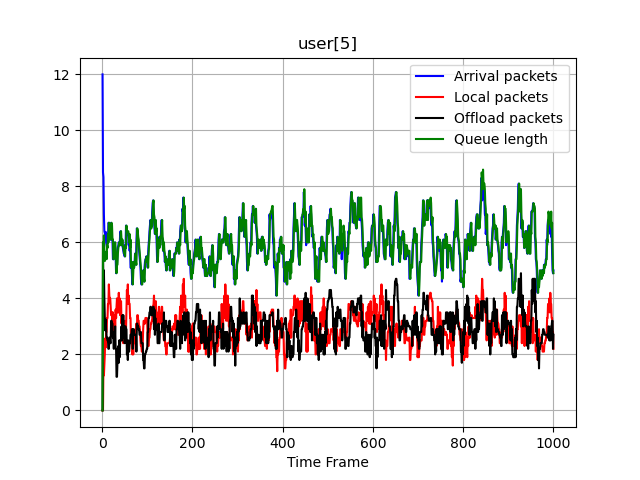 user[5]
Arrival packets
Local packets
Offload packets
Queue length
12
10
8
6
4
2
0
0 200 400 600 800 1000
Time Frame